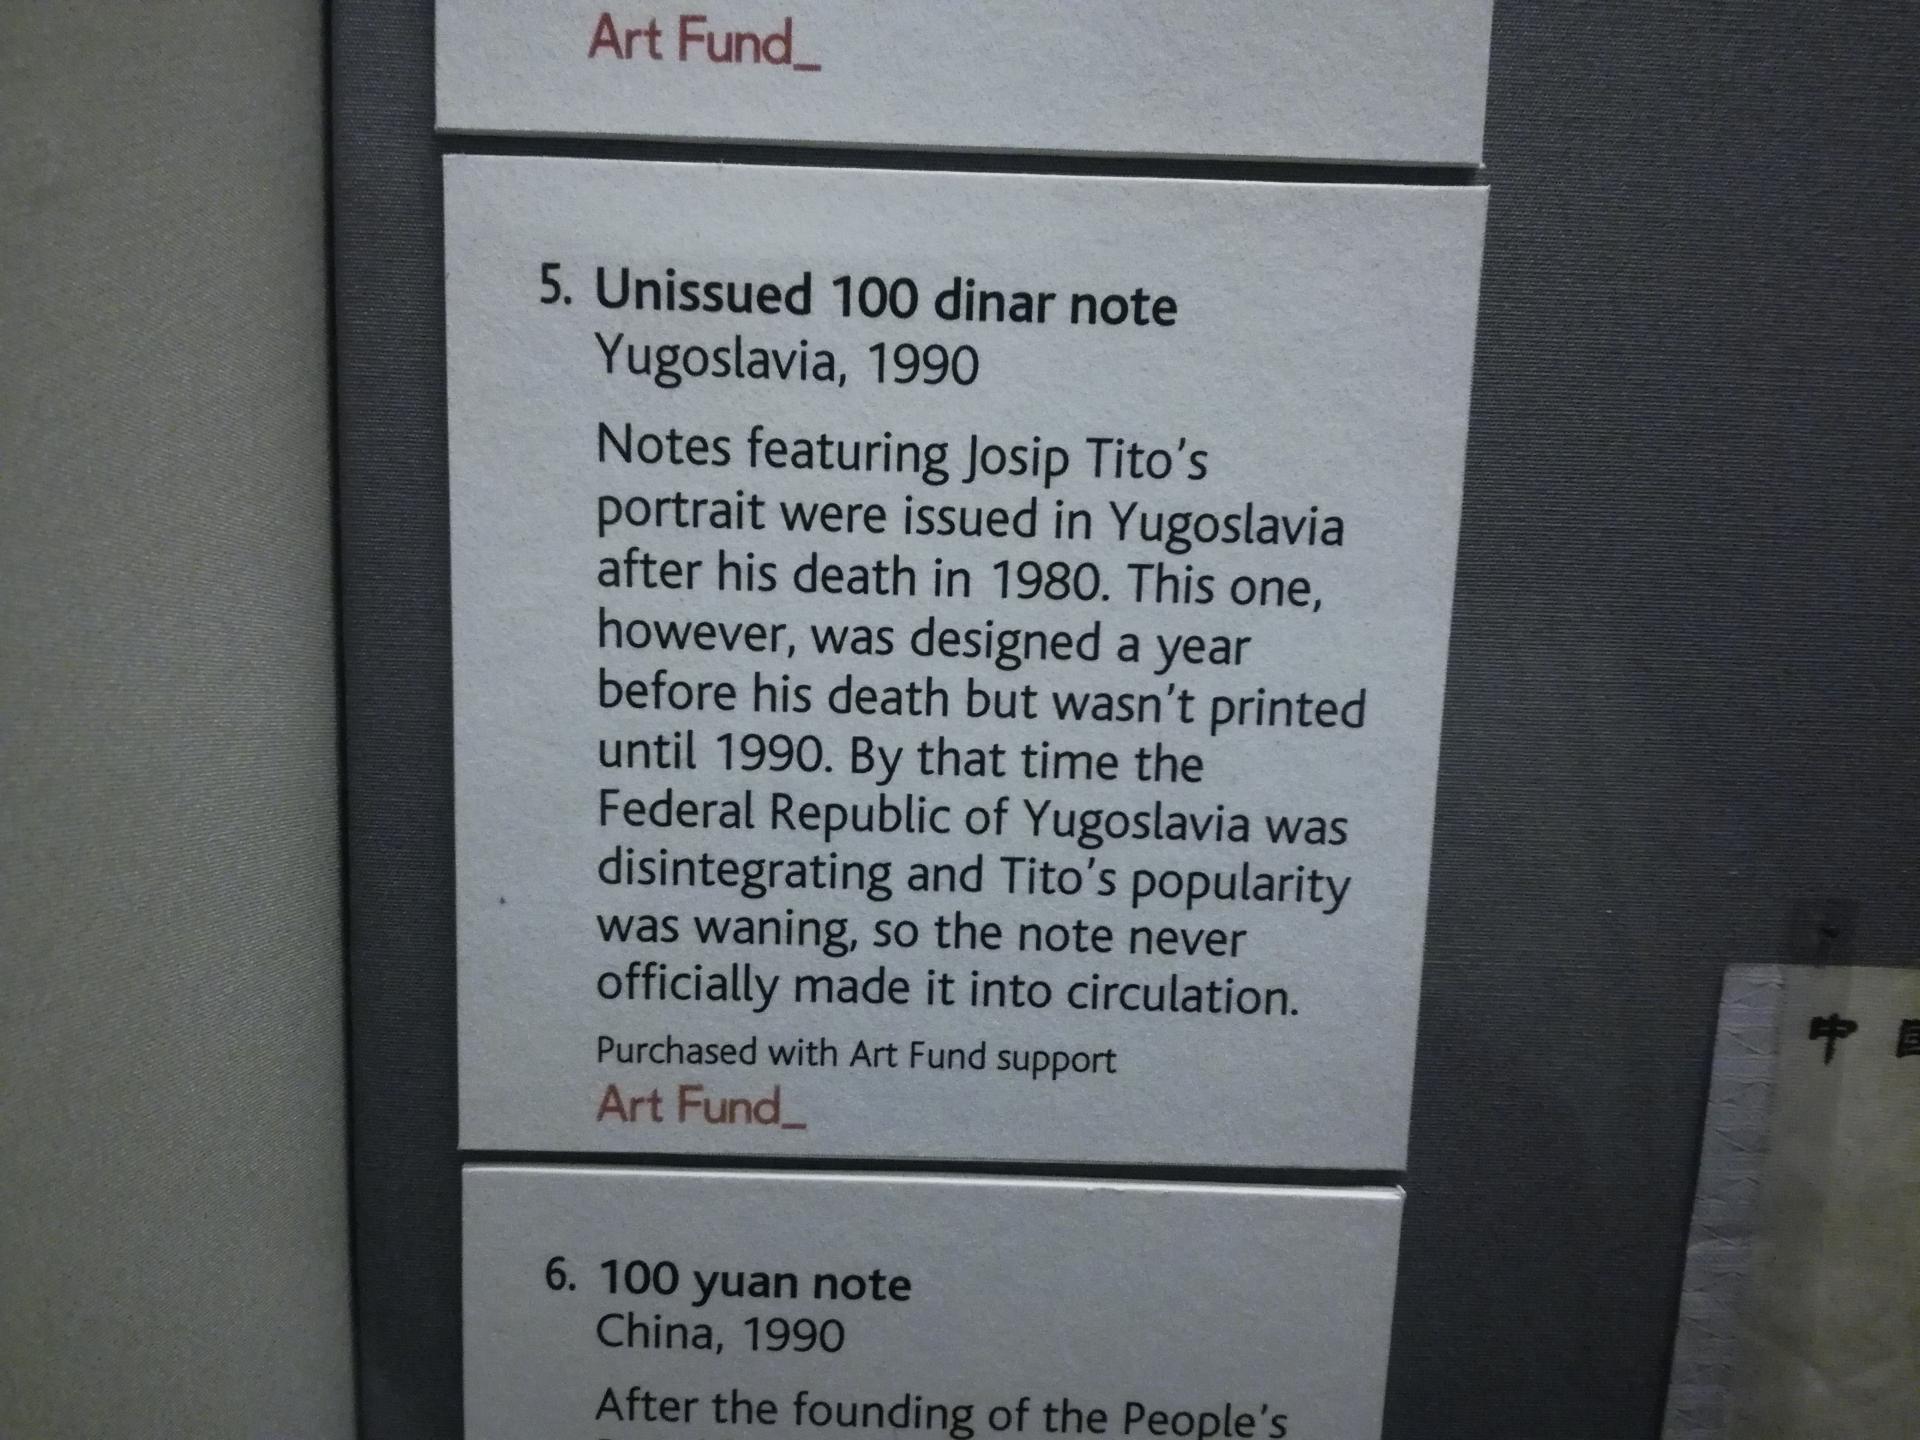 Art Fund_
5. Unissued 100 dinar note
Yugoslavia, 1990
Notes featuring Josip Tito's
portrait were issued in Yugoslavia
after his death in 1980. This one,
however, was designed a year
before his death but wasn't printed
until 1990. By that time the
Federal Republic of Yugoslavia was
disintegrating and Tito's popularity
was waning, so the note never
officially made it into circulation.
Purchased with Art Fund support
Art Fund_
6. 100 yuan note
China, 1990
After the founding of the People's
中